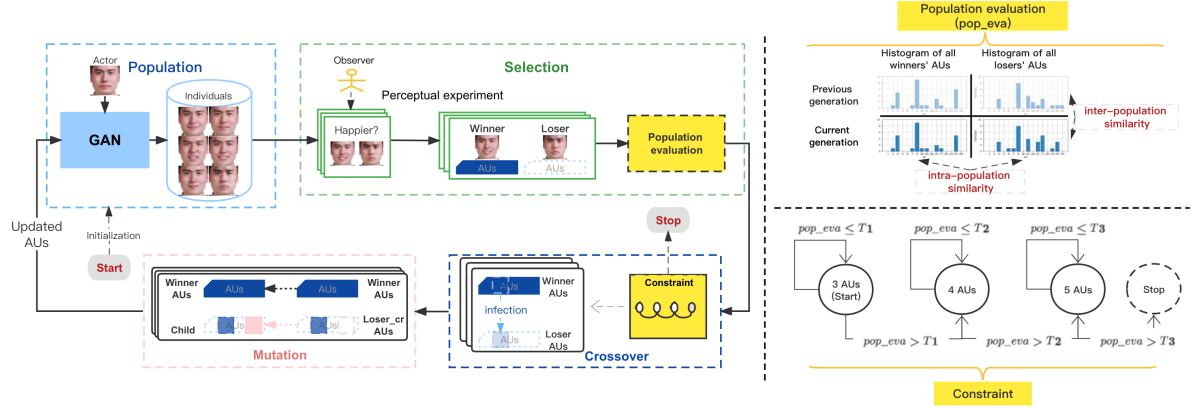 Actor
Population
Individuals
GAN
Observer
Selection
Perceptual experiment
Happier?
Winner
Loser
AUs
AUs
Population
evaluation
Updated
AUs
Initialization
Start
Stop
Winner
AUs
AUs
AUs
Winner
AUs
Child
AUs
AUs
Loser_cr
AUs
Mutation
AUs
Winner
AUs
infection
AUs
Loser
AUs
Crossover
Constraint
Population evaluation
(pop_eva)
Histogram of all
winners' AUs
Histogram of all
losers' AUs
Previous
generation
Current
generation
inter-population
similarity
intra-population
similarity
pop_eva ≤ T1
pop_eva ≤ T2
pop_eva ≤ T3
3 AUs
(Start)
4 AUs
5 AUs
Stop
pop_eva > T1
pop_eva > T2
pop_eva > T3
Constraint